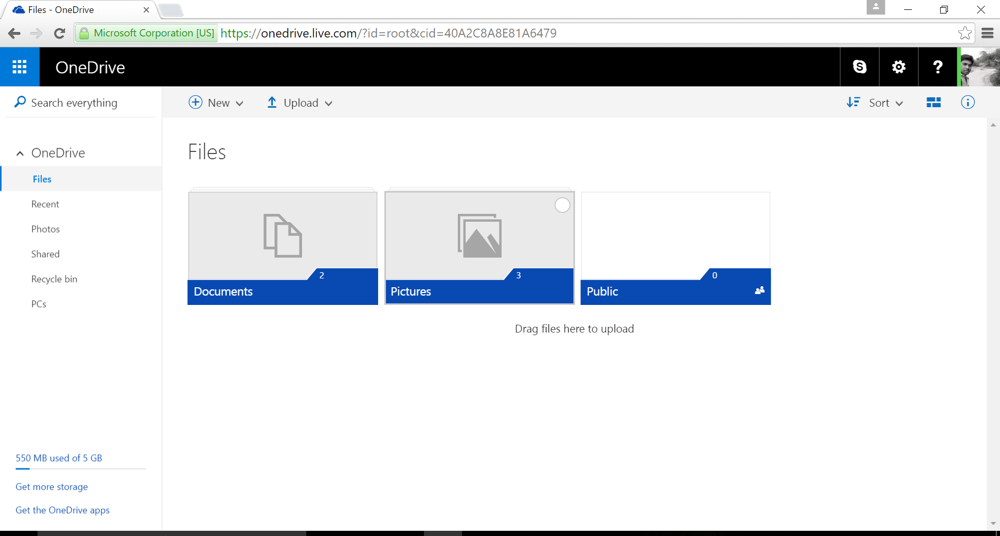 Files - OneDrive
Microsoft Corporation [US] https://onedrive.live.com/?id=root&cid=40A2C8A8E81A6479
OneDrive
?
Search everything
New
Upload
Sort
OneDrive
Files
Recent
Photos
Shared
Recycle bin
PCs
Files
2
Documents
3
Pictures
0
Public
Drag files here to upload
550 MB used of 5 GB
Get more storage
Get the OneDrive apps